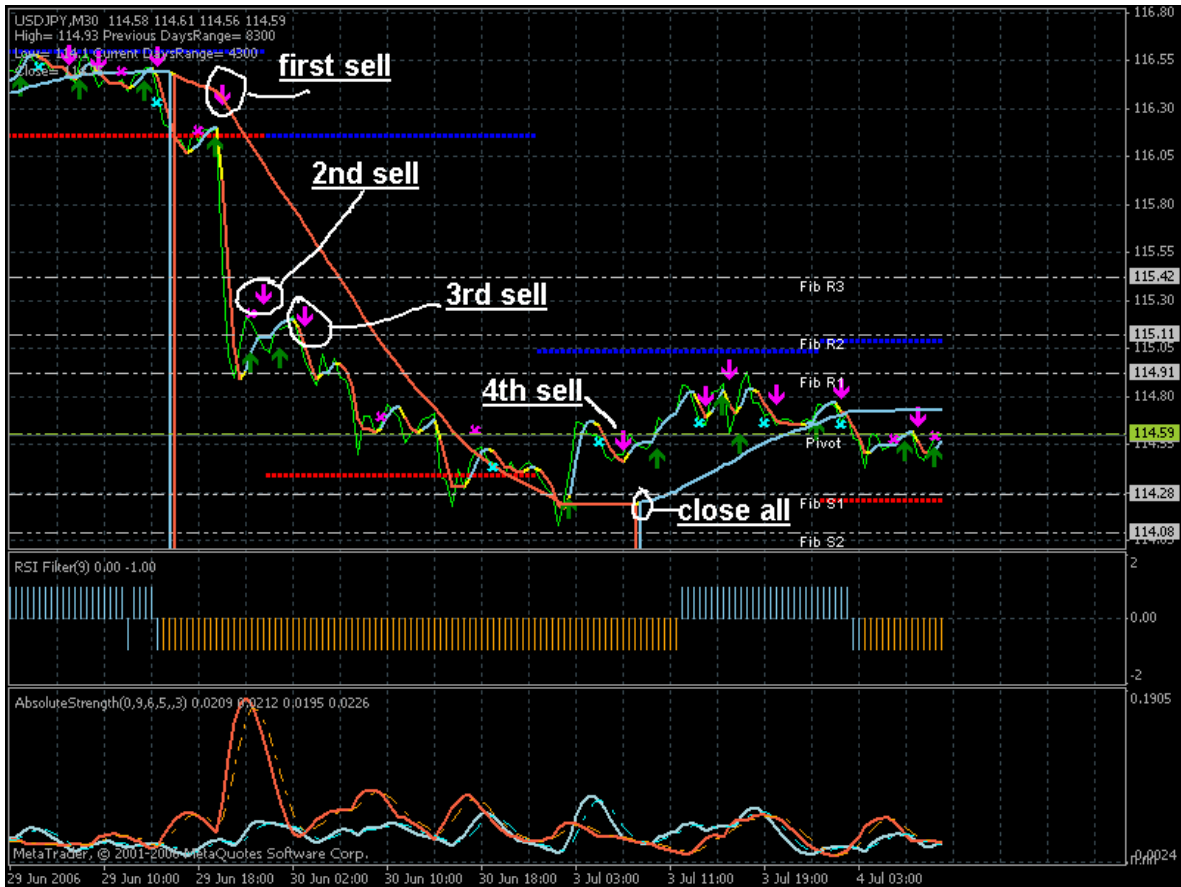 USDJPY,M30 114.58 114.61 114.56 114.59
High= 114.93 Previous DaysRange= 8300
Low= 114.1 Current DaysRange= 4300
Close=
first sell
2nd sell
3rd sell
4th sell
close all
Fib R3
Fib R2
Fib R1
Pivot
Fib S1
Fib S2
116.80
116.55
116.30
116.05
115.80
115.55
115.42
115.30
115.11
115.05
114.91
114.80
114.59
114.28
114.08
RSI Filter(9) 0.00 -1.00
2
0.00
-2
AbsoluteStrength(0,9,6,5,,3) 0.0209 0.0212 0.0195 0.0226
0.1905
MetaTrader, © 2001-2006 MetaQuotes Software Corp.
29 Jun 2006
29 Jun 10:00
29 Jun 18:00
30 Jun 02:00
30 Jun 10:00
30 Jun 18:00
3 Jul 03:00
3 Jul 11:00
3 Jul 19:00
4 Jul 03:00